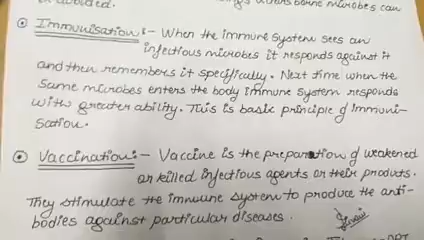 microbes can
avoided.
⊙ Immunisation :- When the immune system sees an
infectious microbes it responds against it
and then remembers it specifically. Next time when the
same microbes enters the body immune system responds
with greater ability. This is basic principle of immuni-
sation.
⊙ Vaccination :- Vaccine is the preparation of weakened
or killed infectious agents or their products.
They stimulate the immune system to produce the anti-
bodies against particular diseases.